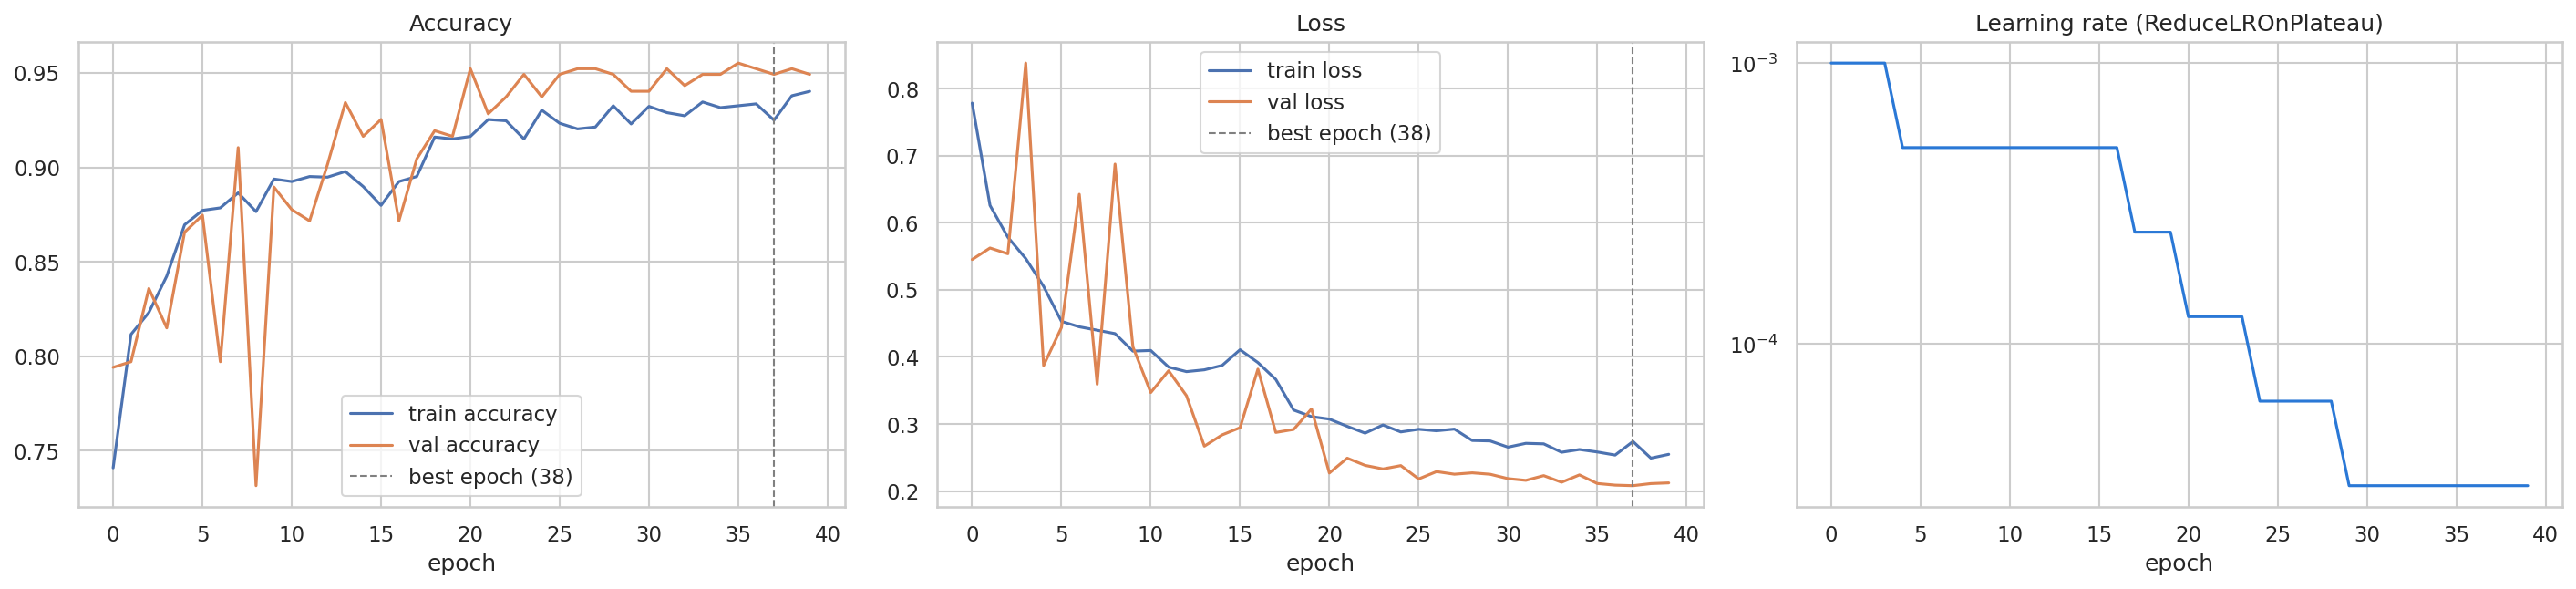 Accuracy
0.95
0.90
0.85
0.80
0.75
train accuracy
val accuracy
best epoch (38)
0 5 10 15 20 25 30 35 40
epoch
Loss
0.8
0.7
0.6
0.5
0.4
0.3
0.2
train loss
val loss
best epoch (38)
0 5 10 15 20 25 30 35 40
epoch
Learning rate (ReduceLROnPlateau)
10⁻³
10⁻⁴
0 5 10 15 20 25 30 35 40
epoch